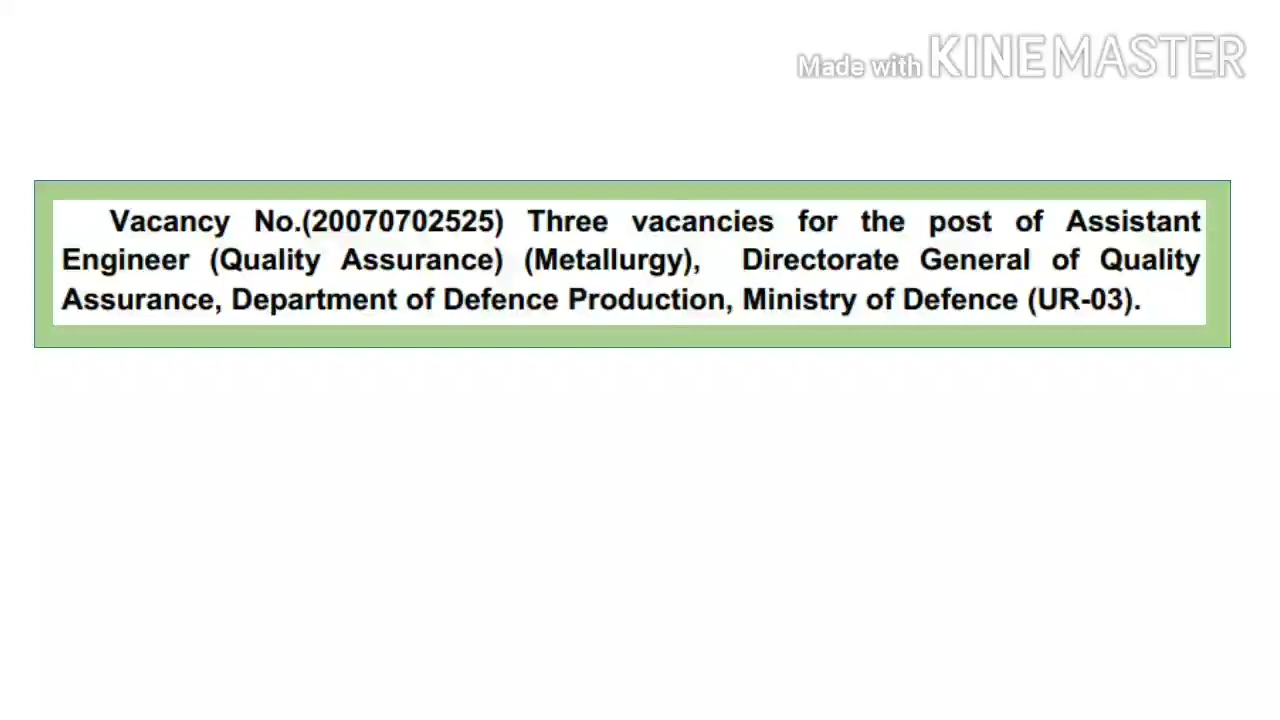 Made with KINEMASTER
Vacancy No.(20070702525) Three vacancies for the post of Assistant
Engineer (Quality Assurance) (Metallurgy), Directorate General of Quality
Assurance, Department of Defence Production, Ministry of Defence (UR-03).